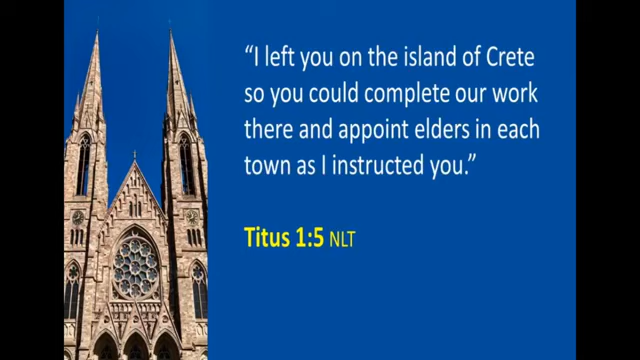 “I left you on the island of Crete
so you could complete our work
there and appoint elders in each
town as I instructed you.”
Titus 1:5 NLT